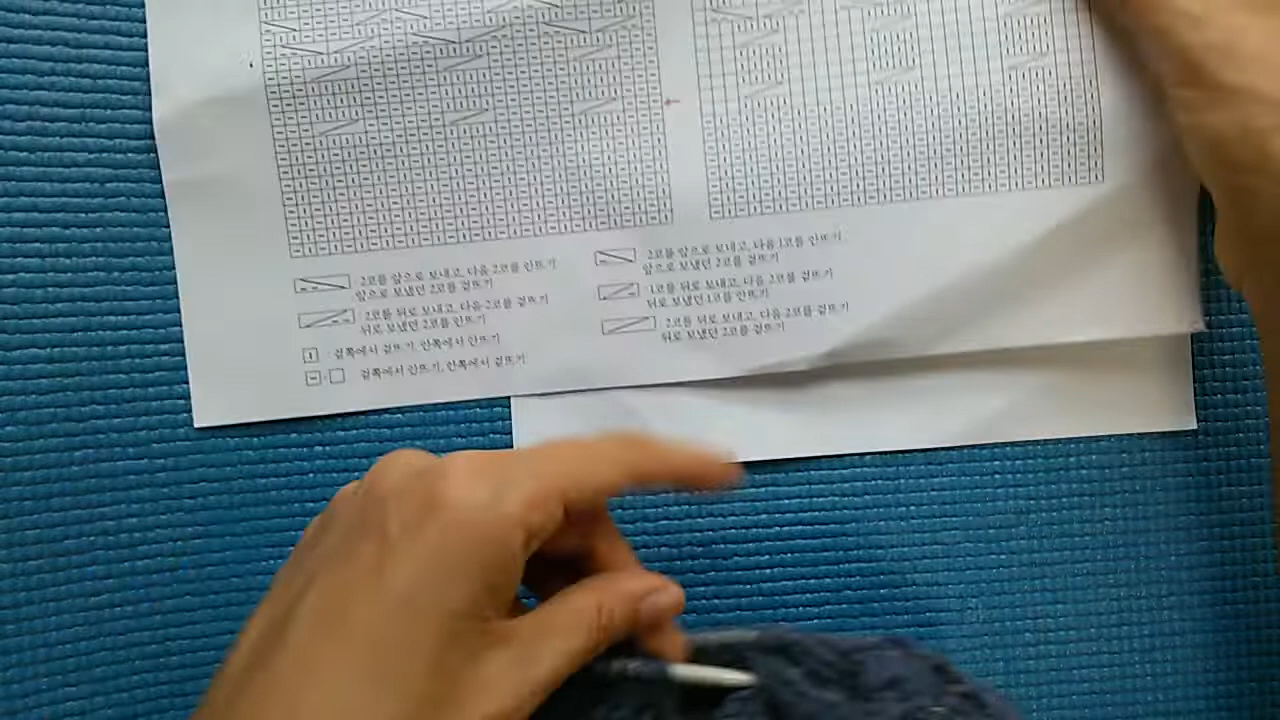 2코를 앞으로 보내고, 다음 2코를 안뜨기
앞으로 보냈던 2코를 겉뜨기
2코를 뒤로 보내고, 다음 2코를 겉뜨기
뒤로 보냈던 2코를 안뜨기
: 겉쪽에서 겉뜨기, 안쪽에서 안뜨기
겉쪽에서 안뜨기, 안쪽에서 겉뜨기
2코를 앞으로 보내고, 다음 1코를 안뜨기
앞으로 보냈던 2코를 겉뜨기
1코를 뒤로 보내고, 다음 2코를 겉뜨기
뒤로 보냈던 1코를 안뜨기
2코를 뒤로 보내고, 다음 2코를 겉뜨기
뒤로 보냈던 2코를 겉뜨기